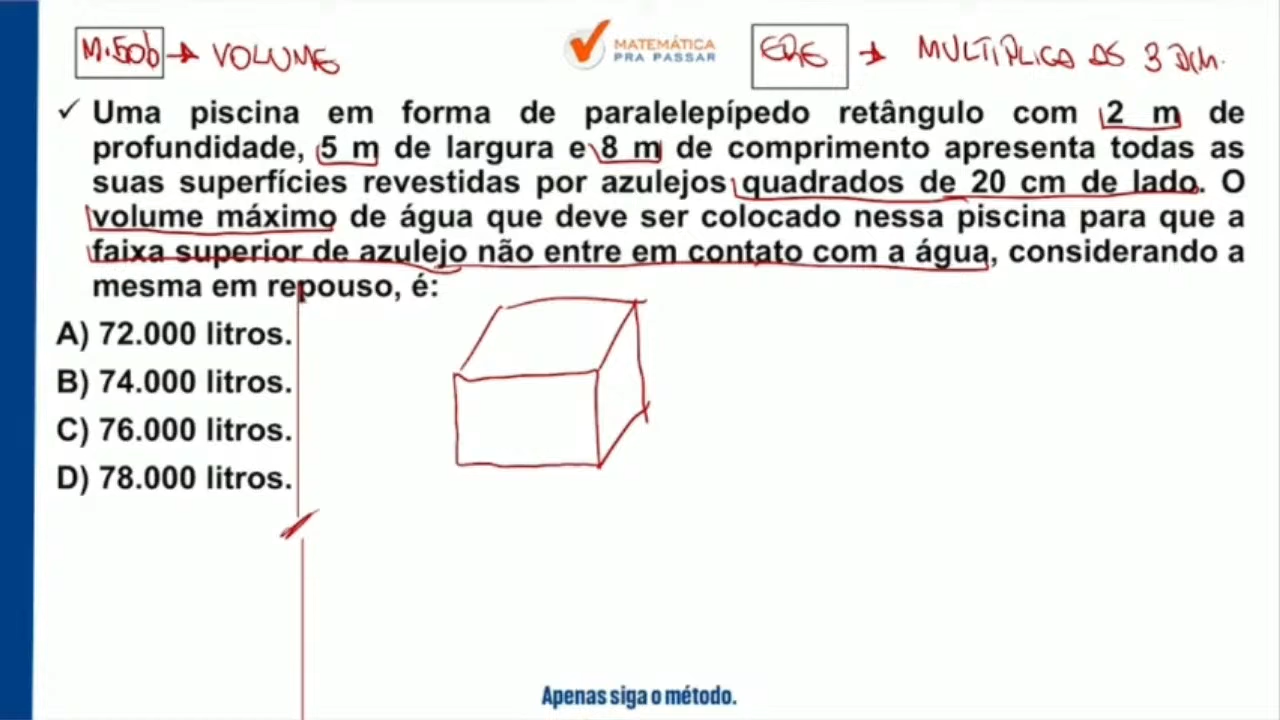 M.50b → VOLUME
MATEMÁTICA
PRA PASSAR
ERE → MULTIPLICA AS 3 DIM.
✓ Uma piscina em forma de paralelepípedo retângulo com 2 m de
profundidade, 5 m de largura e 8 m de comprimento apresenta todas as
suas superfícies revestidas por azulejos quadrados de 20 cm de lado. O
volume máximo de água que deve ser colocado nessa piscina para que a
faixa superior de azulejo não entre em contato com a água, considerando a
mesma em repouso, é:
A) 72.000 litros.
B) 74.000 litros.
C) 76.000 litros.
D) 78.000 litros.
Apenas siga o método.